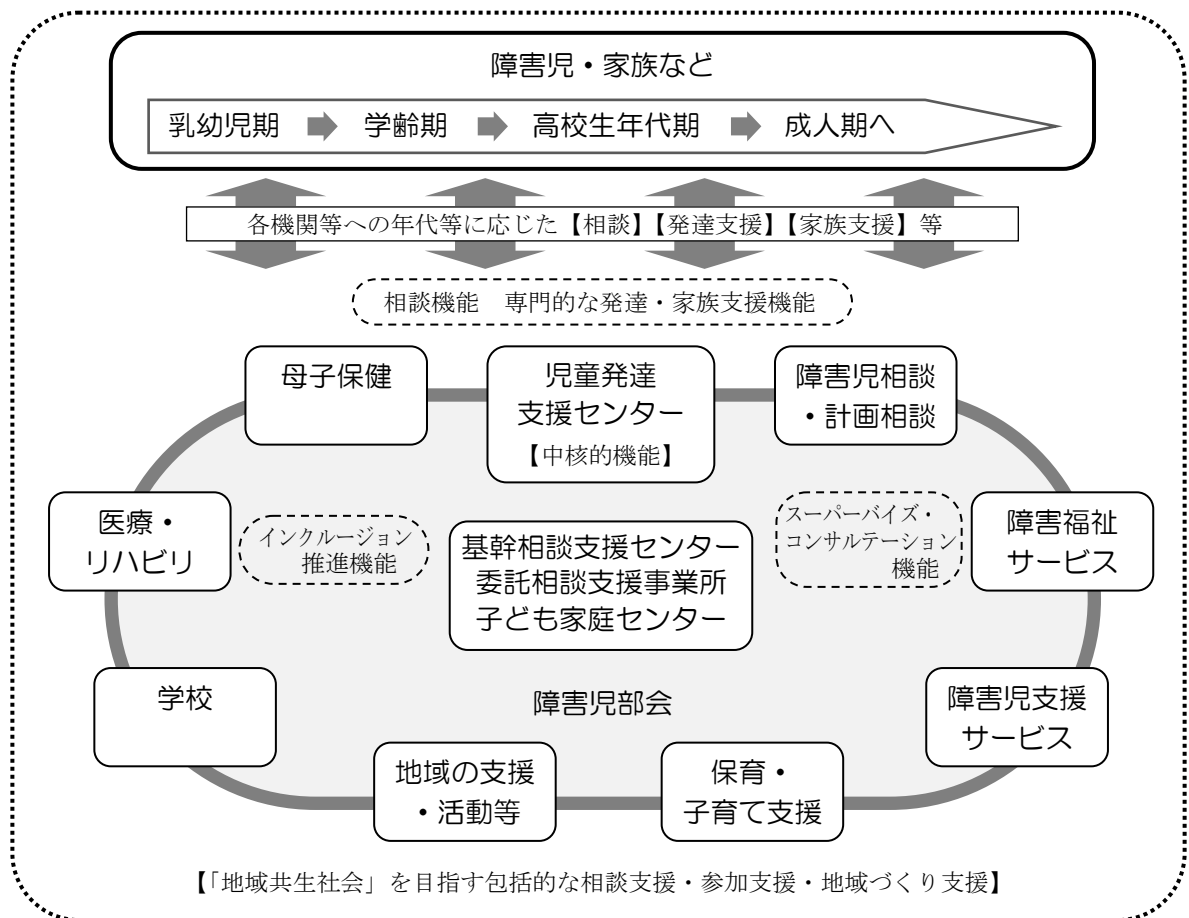 障害児・家族など
乳幼児期
学齢期
高校生年代期
成人期へ
各機関等への年代等に応じた【相談】【発達支援】【家族支援】等
相談機能　専門的な発達・家族支援機能
母子保健
児童発達
支援センター
【中核的機能】
障害児相談
・計画相談
医療・
リハビリ
インクルージョン
推進機能
基幹相談支援センター
委託相談支援事業所
子ども家庭センター
スーパーバイズ・
コンサルテーション
機能
障害福祉
サービス
学校
障害児部会
障害児支援
サービス
地域の支援
・活動等
保育・
子育て支援
【「地域共生社会」を目指す包括的な相談支援・参加支援・地域づくり支援】